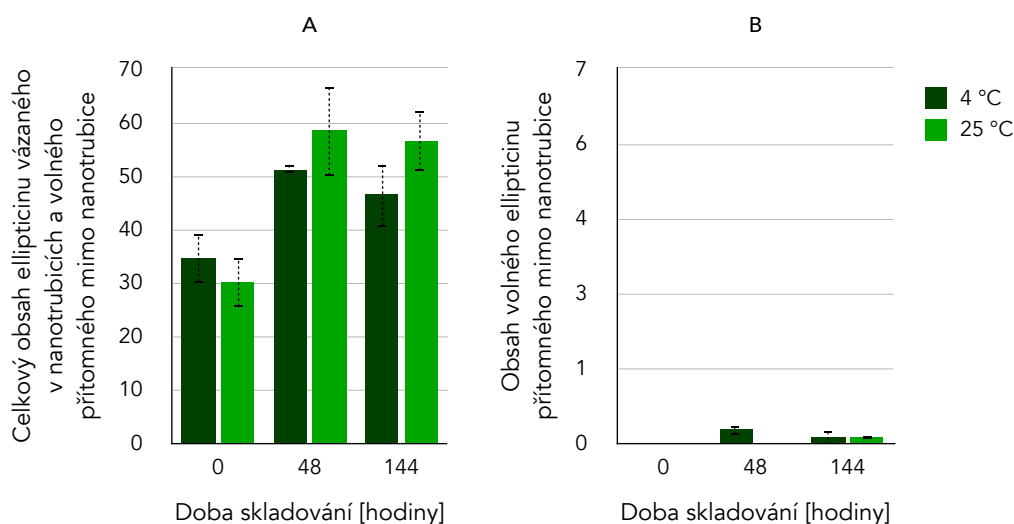 A
Celkový obsah ellipticinu vázaného
v nanotrubicích a volného
přítomného mimo nanotrubice
70
60
50
40
30
20
10
0
0 48 144
Doba skladování [hodiny]
B
Obsah volného ellipticinu
přítomného mimo nanotrubice
7
6
4
3
1
0
0 48 144
Doba skladování [hodiny]
4 °C
25 °C